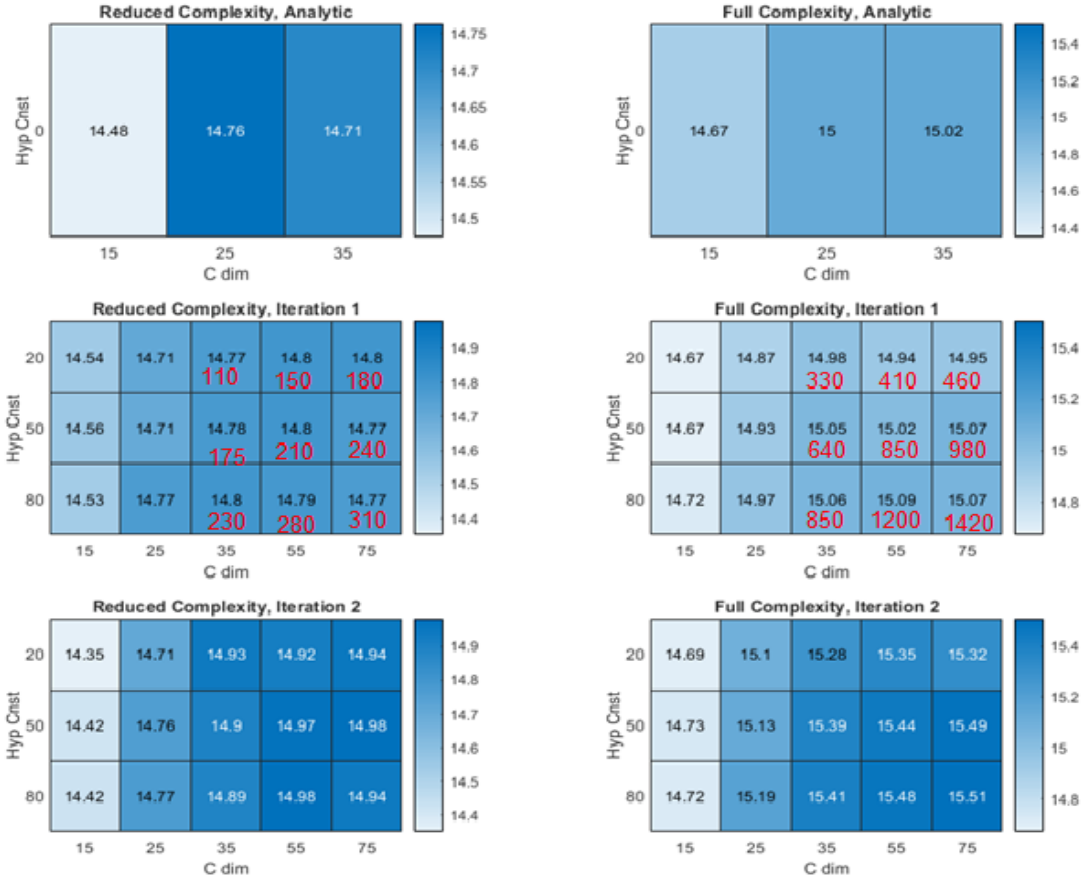 Reduced Complexity, Analytic
14.75
14.7
14.65
14.6
14.55
14.5
Hyp Cnst
0
14.48 14.76 14.71
15 25 35
C dim
Full Complexity, Analytic
15.4
15.2
15
14.8
14.6
14.4
Hyp Cnst
0
14.67 15 15.02
15 25 35
C dim
Reduced Complexity, Iteration 1
14.9
14.8
14.7
14.6
14.5
14.4
Hyp Cnst
20 14.54 14.71 14.77 14.8 14.8
110 150 180
50 14.56 14.71 14.78 14.8 14.77
175 210 240
80 14.53 14.77 14.8 14.79 14.77
230 280 310
15 25 35 55 75
C dim
Full Complexity, Iteration 1
15.4
15.2
15
14.8
Hyp Cnst
20 14.67 14.87 14.98 14.94 14.95
330 410 460
50 14.67 14.93 15.05 15.02 15.07
640 850 980
80 14.72 14.97 15.06 15.09 15.07
850 1200 1420
15 25 35 55 75
C dim
Reduced Complexity, Iteration 2
14.9
14.8
14.7
14.6
14.5
14.4
Hyp Cnst
20 14.35 14.71 14.93 14.92 14.94
50 14.42 14.76 14.9 14.97 14.98
80 14.42 14.77 14.89 14.98 14.94
15 25 35 55 75
C dim
Full Complexity, Iteration 2
15.4
15.2
15
14.8
Hyp Cnst
20 14.69 15.1 15.28 15.35 15.32
50 14.73 15.13 15.39 15.44 15.49
80 14.72 15.19 15.41 15.48 15.51
15 25 35 55 75
C dim